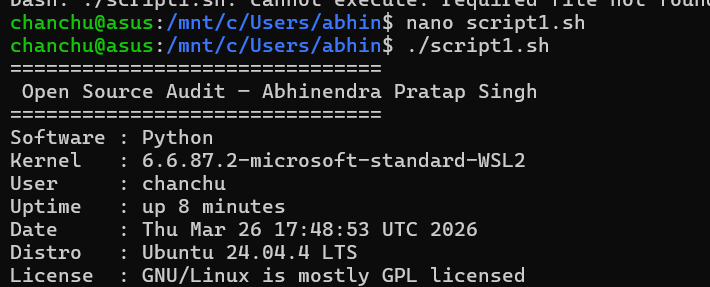 bash: ./script1.sh: cannot execute: required file not found
chanchu@asus:/mnt/c/Users/abhin$ nano script1.sh
chanchu@asus:/mnt/c/Users/abhin$ ./script1.sh
===============================
Open Source Audit — Abhinendra Pratap Singh
===============================
Software : Python
Kernel   : 6.6.87.2-microsoft-standard-WSL2
User     : chanchu
Uptime   : up 8 minutes
Date     : Thu Mar 26 17:48:53 UTC 2026
Distro   : Ubuntu 24.04.4 LTS
License  : GNU/Linux is mostly GPL licensed